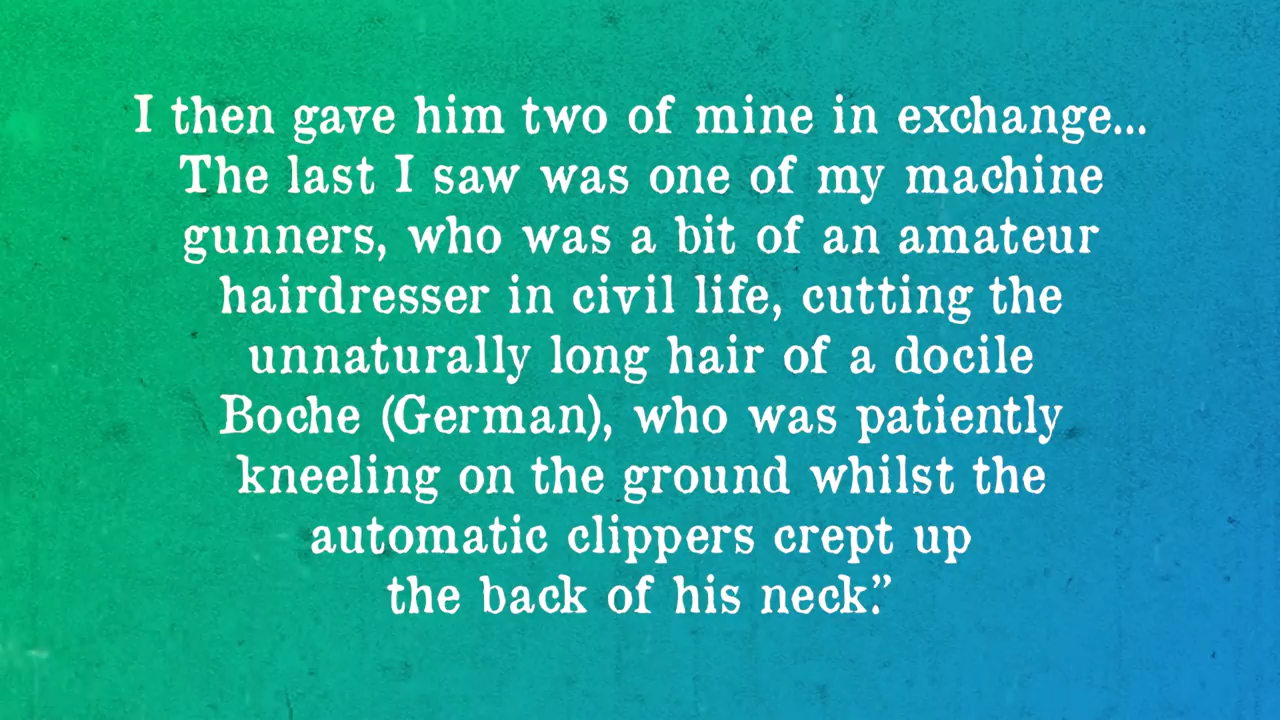 I then gave him two of mine in exchange...
The last I saw was one of my machine
gunners, who was a bit of an amateur
hairdresser in civil life, cutting the
unnaturally long hair of a docile
Boche (German), who was patiently
kneeling on the ground whilst the
automatic clippers crept up
the back of his neck.”